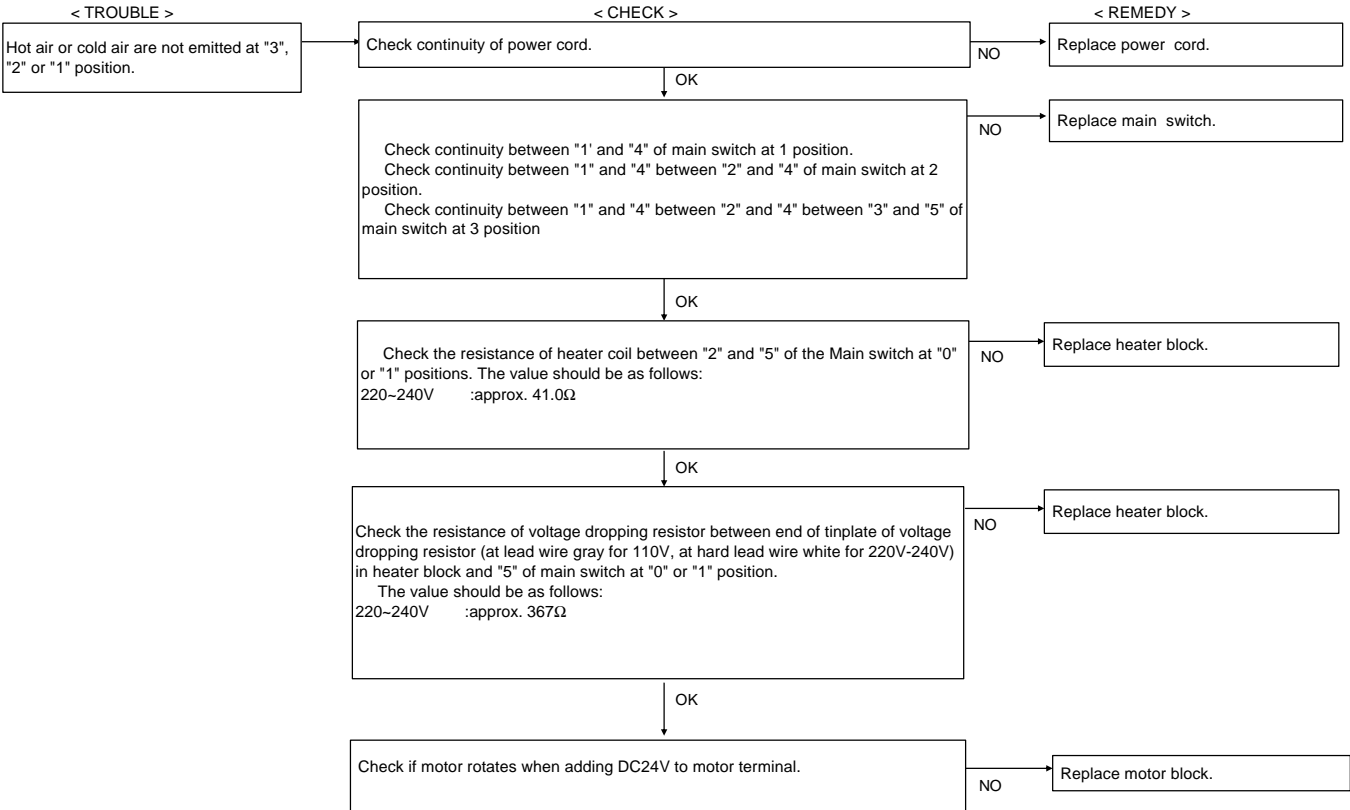 < TROUBLE >
< CHECK >
< REMEDY >
Hot air or cold air are not emitted at "3",
"2" or "1" position.
Check continuity of power cord.
NO
Replace power cord.
OK
Check continuity between "1' and "4" of main switch at 1 position.
Check continuity between "1" and "4" between "2" and "4" of main switch at 2
position.
Check continuity between "1" and "4" between "2" and "4" between "3" and "5" of
main switch at 3 position
NO
Replace main switch.
OK
Check the resistance of heater coil between "2" and "5" of the Main switch at "0"
or "1" positions. The value should be as follows:
220~240V :approx. 41.0Ω
NO
Replace heater block.
OK
Check the resistance of voltage dropping resistor between end of tinplate of voltage
dropping resistor (at lead wire gray for 110V, at hard lead wire white for 220V-240V)
in heater block and "5" of main switch at "0" or "1" position.
The value should be as follows:
220~240V :approx. 367Ω
NO
Replace heater block.
OK
Check if motor rotates when adding DC24V to motor terminal.
NO
Replace motor block.